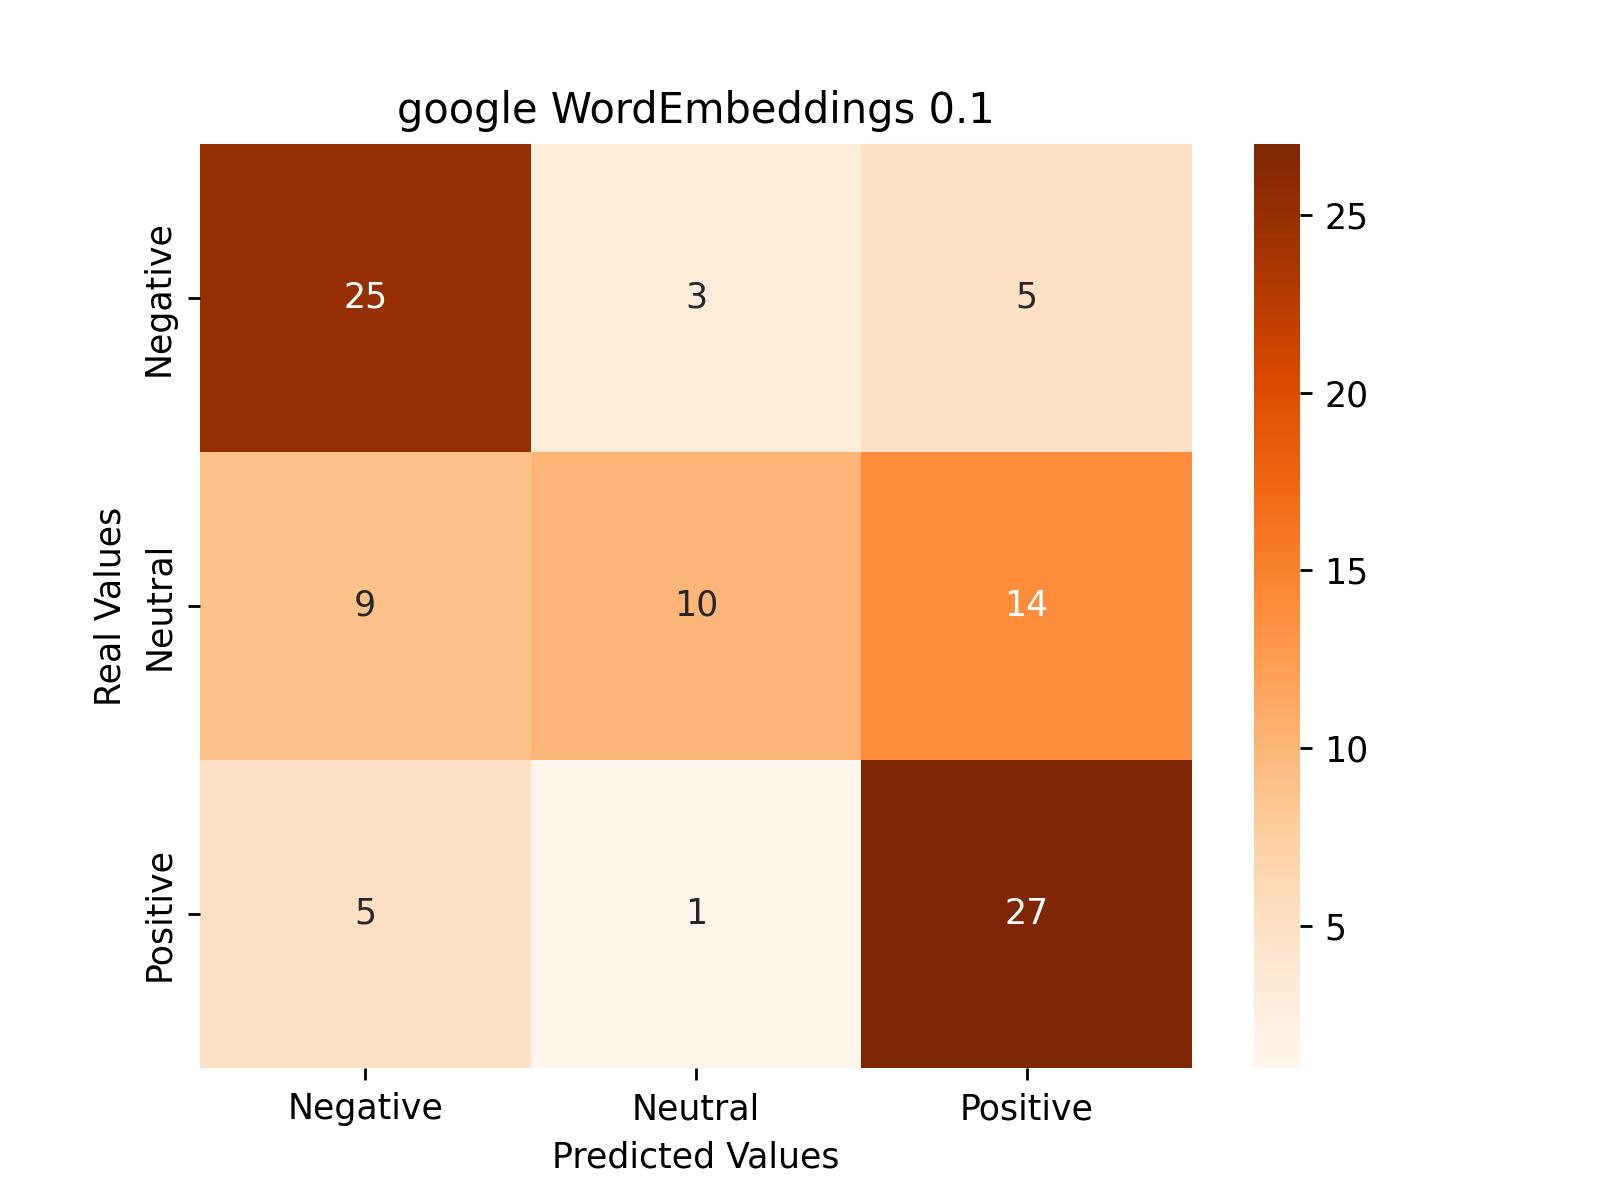 google WordEmbeddings 0.1
Real Values
Negative
25 3 5
Neutral
9 10 14
Positive
5 1 27
Negative Neutral Positive
Predicted Values
25
20
15
10
5